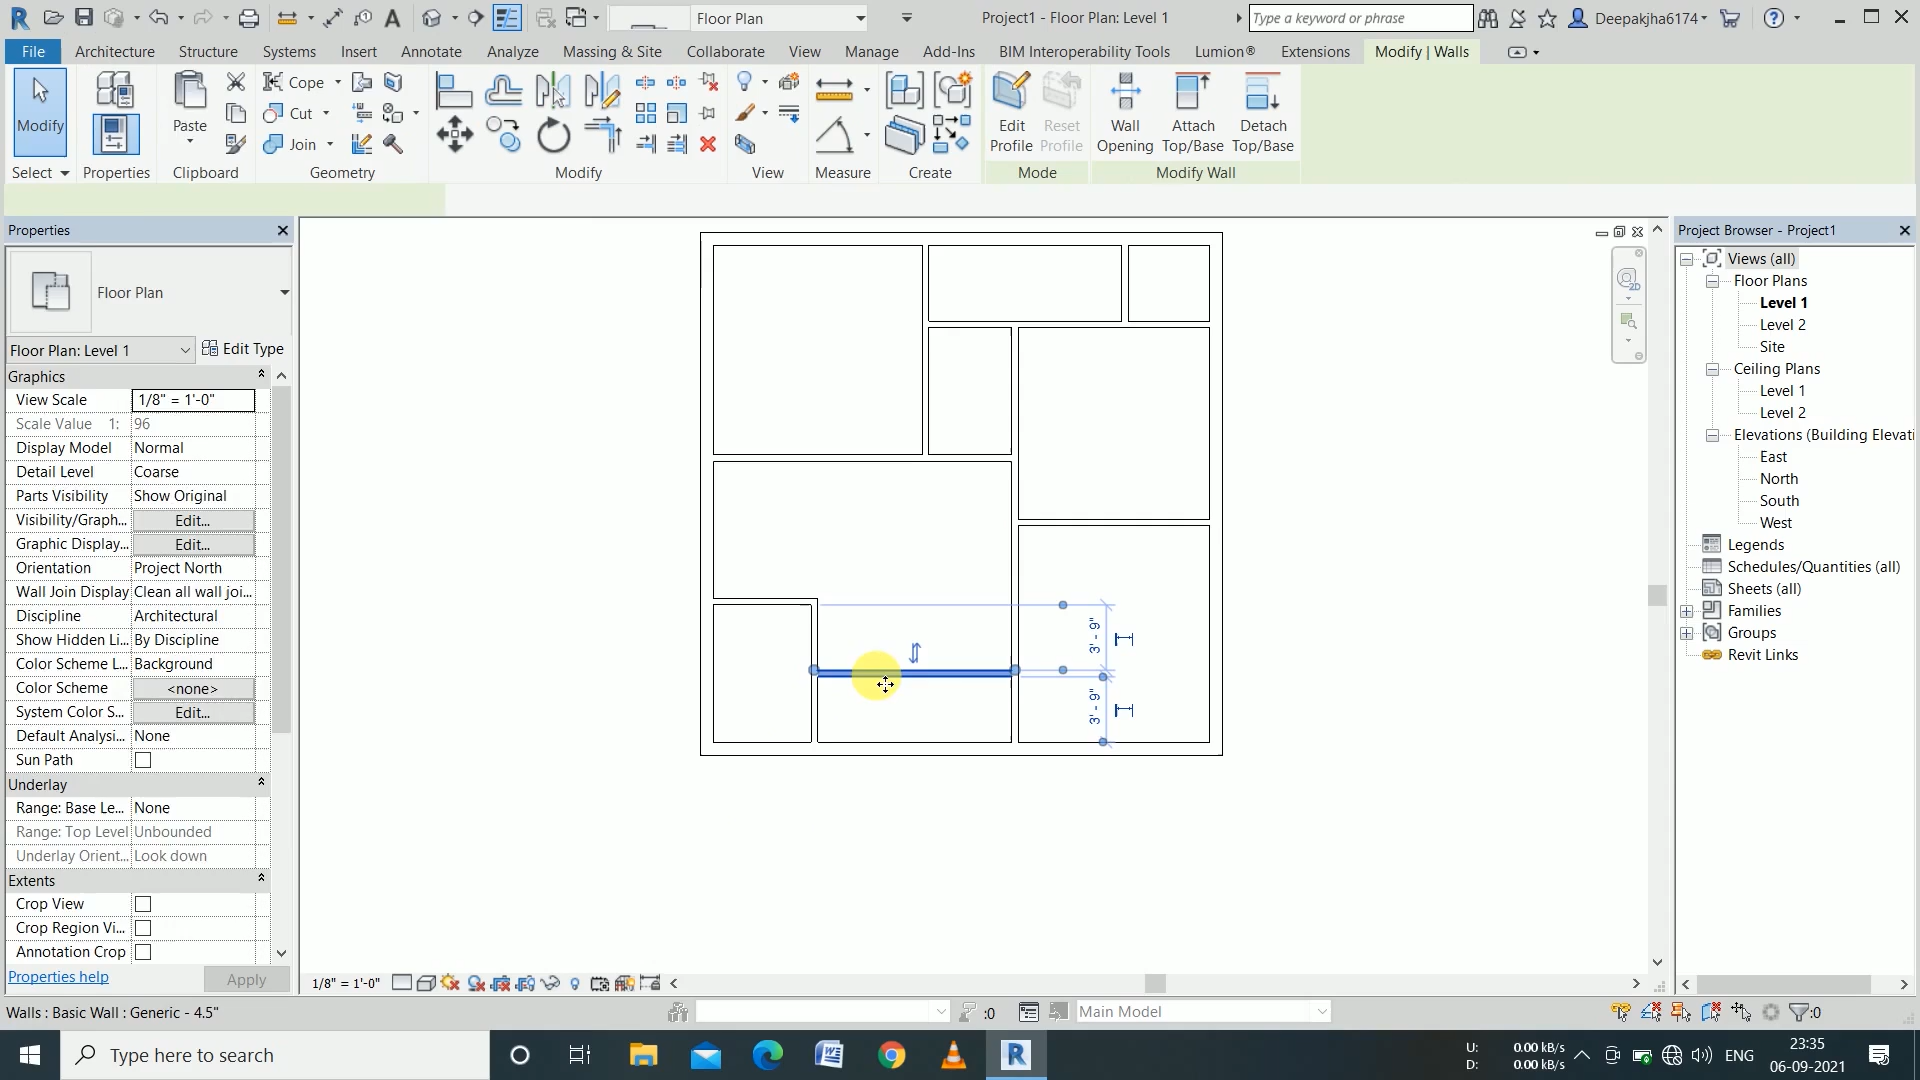 Floor Plan
Project1 - Floor Plan: Level 1
Type a keyword or phrase
Deepakjha6174
File
Architecture
Structure
Systems
Insert
Annotate
Analyze
Massing & Site
Collaborate
View
Manage
Add-Ins
BIM Interoperability Tools
Lumion®
Extensions
Modify | Walls
Modify
Paste
Cope
Cut
Join
Edit Profile
Reset Profile
Wall Opening
Attach Top/Base
Detach Top/Base
Select
Properties
Clipboard
Geometry
Modify
View
Measure
Create
Mode
Modify Wall
Properties
Floor Plan
Floor Plan: Level 1
Edit Type
Graphics
View Scale 1/8" = 1'-0"
Scale Value 1: 96
Display Model Normal
Detail Level Coarse
Parts Visibility Show Original
Visibility/Graph... Edit...
Graphic Display... Edit...
Orientation Project North
Wall Join Display Clean all wall joi...
Discipline Architectural
Show Hidden Li... By Discipline
Color Scheme L... Background
Color Scheme <none>
System Color S... Edit...
Default Analysi... None
Sun Path
Underlay
Range: Base Le... None
Range: Top Level Unbounded
Underlay Orient... Look down
Extents
Crop View
Crop Region Vi...
Annotation Crop
Properties help
Apply
3' - 9"
3' - 9"
2D
Project Browser - Project1
Views (all)
Floor Plans
Level 1
Level 2
Site
Ceiling Plans
Level 1
Level 2
Elevations (Building Elevati
East
North
South
West
Legends
Schedules/Quantities (all)
Sheets (all)
Families
Groups
Revit Links
1/8" = 1'-0"
Walls : Basic Wall : Generic - 4.5"
:0
Main Model
:0
Type here to search
U: 0.00 kB/s
D: 0.00 kB/s
ENG
23:35
06-09-2021